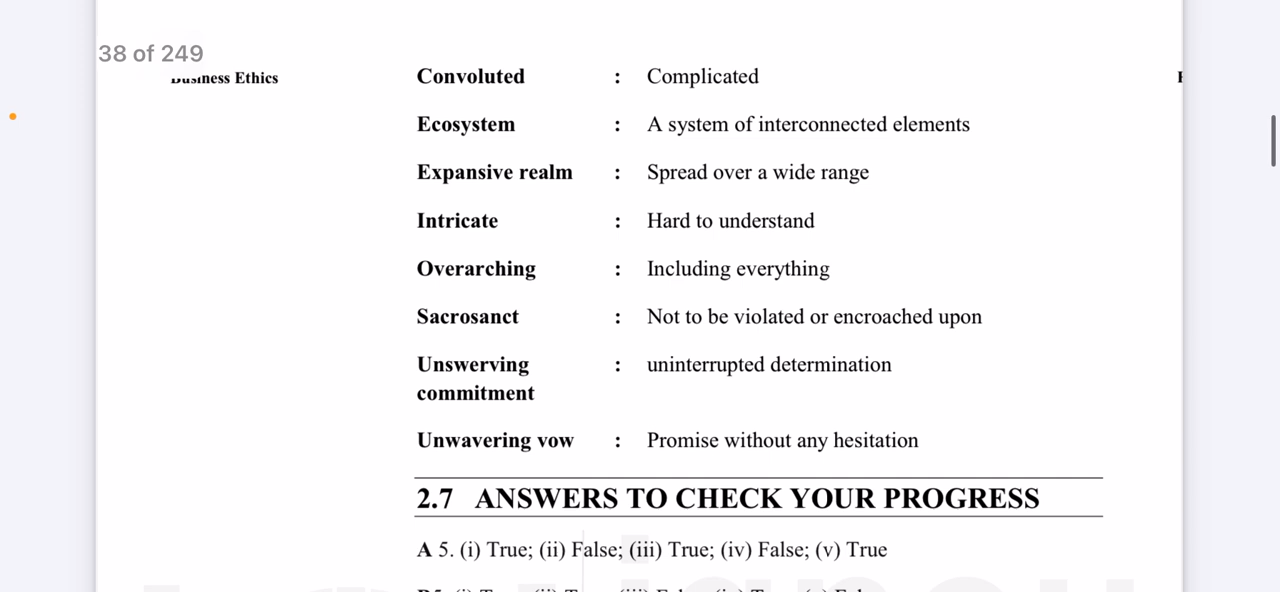 38 of 249
Business Ethics
Convoluted : Complicated
Ecosystem : A system of interconnected elements
Expansive realm : Spread over a wide range
Intricate : Hard to understand
Overarching : Including everything
Sacrosanct : Not to be violated or encroached upon
Unswerving : uninterrupted determination
commitment
Unwavering vow : Promise without any hesitation
2.7 ANSWERS TO CHECK YOUR PROGRESS
A 5. (i) True; (ii) False; (iii) True; (iv) False; (v) True